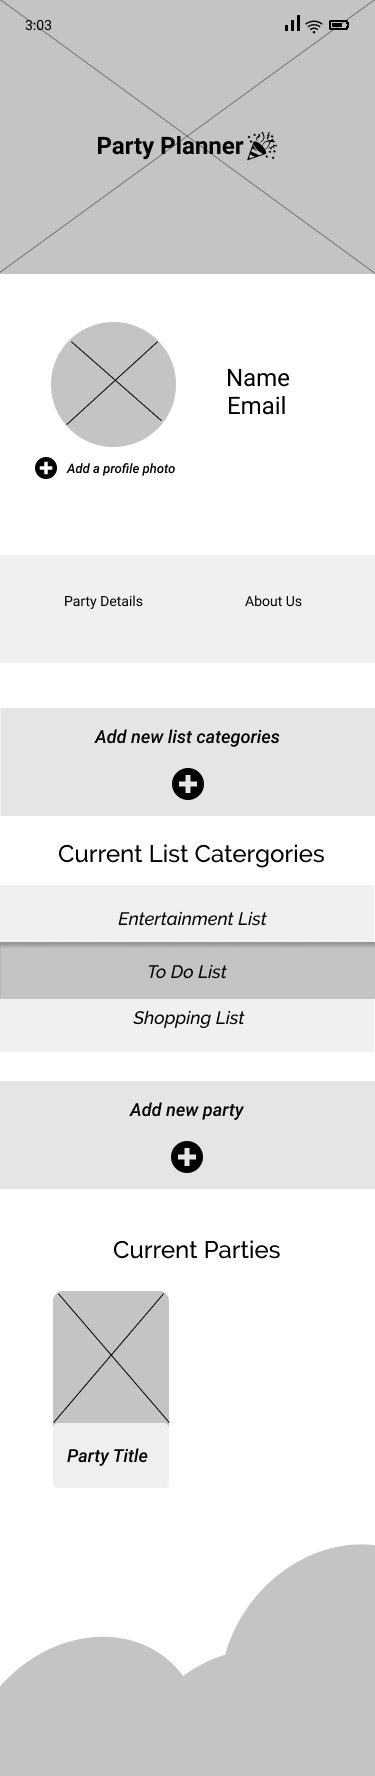 3:03
Party Planner
Name
Email
Add a profile photo
Party Details
About Us
Add new list categories
Current List Catergories
Entertainment List
To Do List
Shopping List
Add new party
Current Parties
Party Title